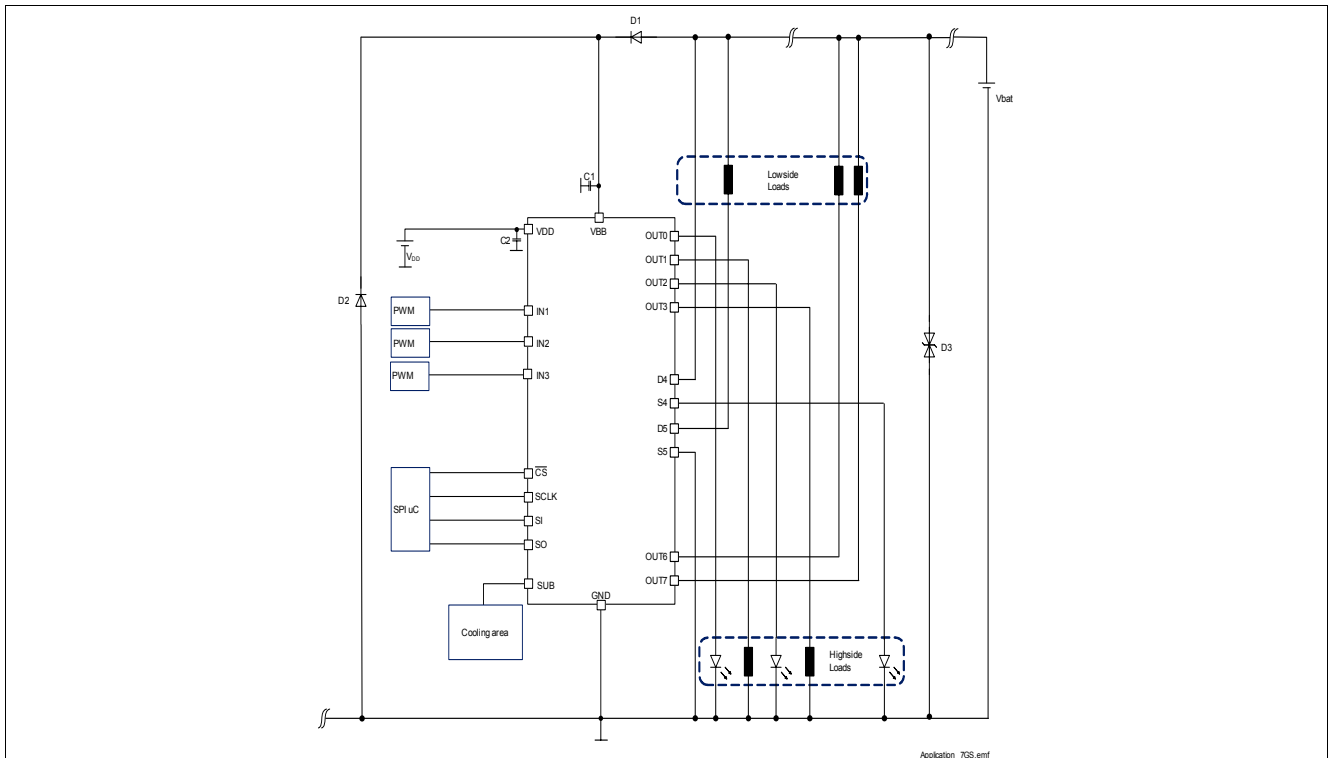 D1
Vbat
C1
Lowside
Loads
VDD
VBB
C2
VDD
OUT0
OUT1
OUT2
OUT3
D2
PWM
IN1
PWM
IN2
PWM
IN3
D3
D4
S4
D5
S5
CS
SPI uC
SCLK
SI
SO
OUT6
OUT7
SUB
GND
Cooling area
Highside
Loads
Application_7GS.emf